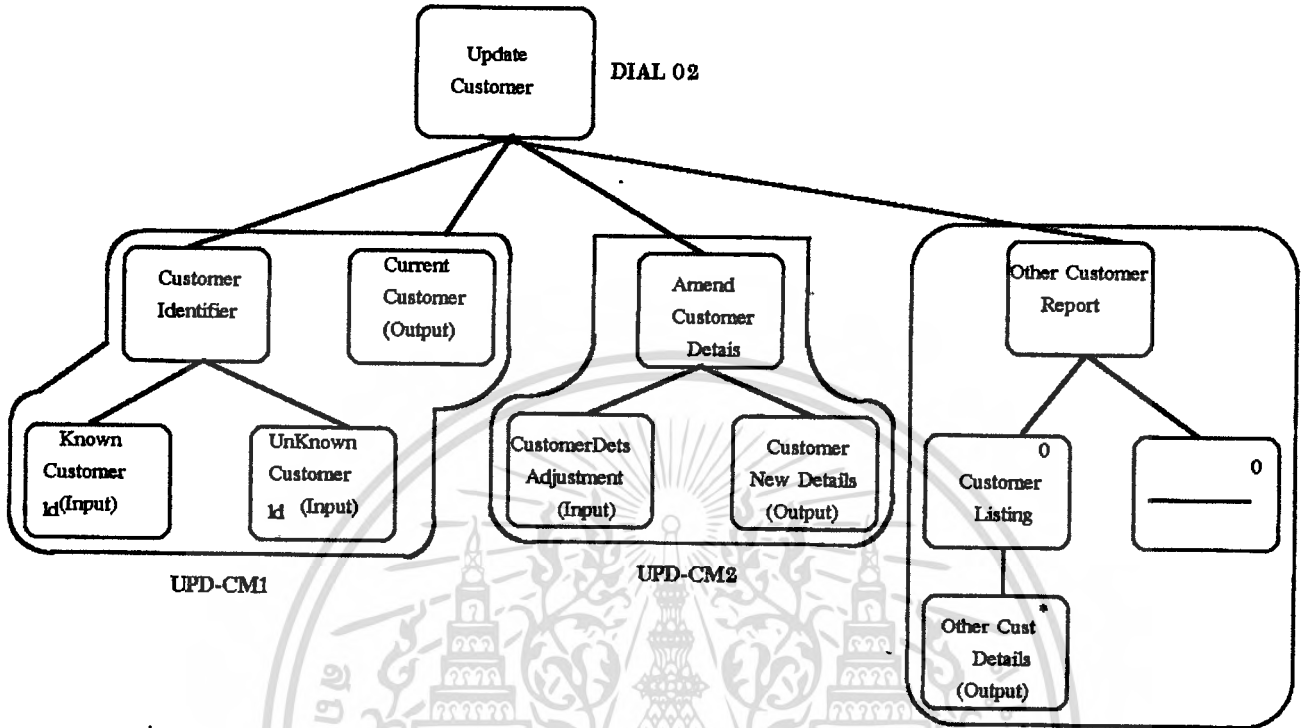 Update
Customer
DIAL 02
Customer
Identifier
Current
Customer
(Output)
Amend
Customer
Detais
Other Customer
Report
Known
Customer
Id(Input)
UnKnown
Customer
Id (Input)
CustomerDets
Adjustment
(Input)
Customer
New Details
(Output)
0
Customer
Listing
0
UPD-CM1
UPD-CM2
*
Other Cust
Details
(Output)